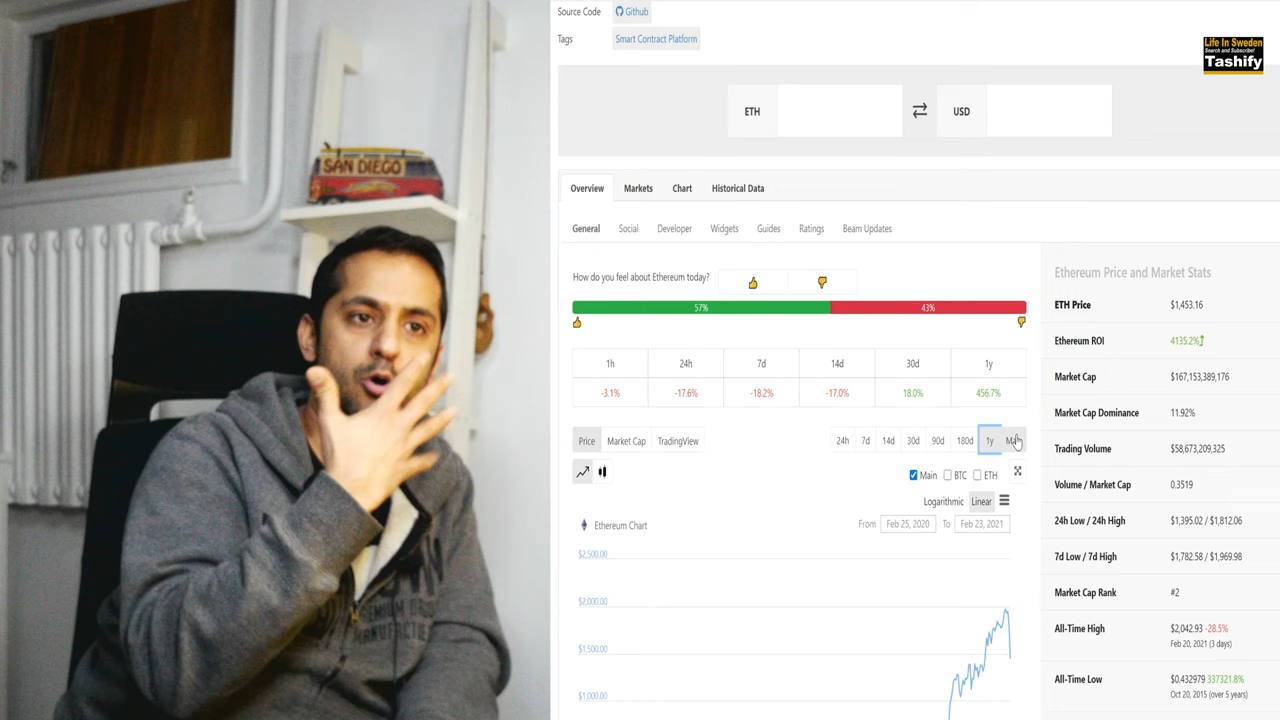 SAN DIEGO
PREMIUM
MANUFACTURE
Source Code Github
Tags Smart Contract Platform
Life In Sweden
Search and Subscribe!
Tashify
ETH USD
Overview Markets Chart Historical Data
General Social Developer Widgets Guides Ratings Beam Updates
How do you feel about Ethereum today?
57% 43%
1h 24h 7d 14d 30d 1y
-3.1% -17.6% -18.2% -17.0% 18.0% 456.7%
Price Market Cap TradingView 24h 7d 14d 30d 90d 180d 1y
Main BTC ETH
Logarithmic Linear
Ethereum Chart From Feb 25, 2020 To Feb 23, 2021
$2,500.00
$2,000.00
$1,500.00
$1,000.00
Ethereum Price and Market Stats
ETH Price $1,453.16
Ethereum ROI 4135.2%
Market Cap $167,153,389,176
Market Cap Dominance 11.92%
Trading Volume $58,673,209,325
Volume / Market Cap 0.3519
24h Low / 24h High $1,395.02 / $1,812.06
7d Low / 7d High $1,782.58 / $1,969.98
Market Cap Rank #2
All-Time High $2,042.93 -28.5%
Feb 20, 2021 (3 days)
All-Time Low $0.432979 337321.8%
Oct 20, 2015 (over 5 years)